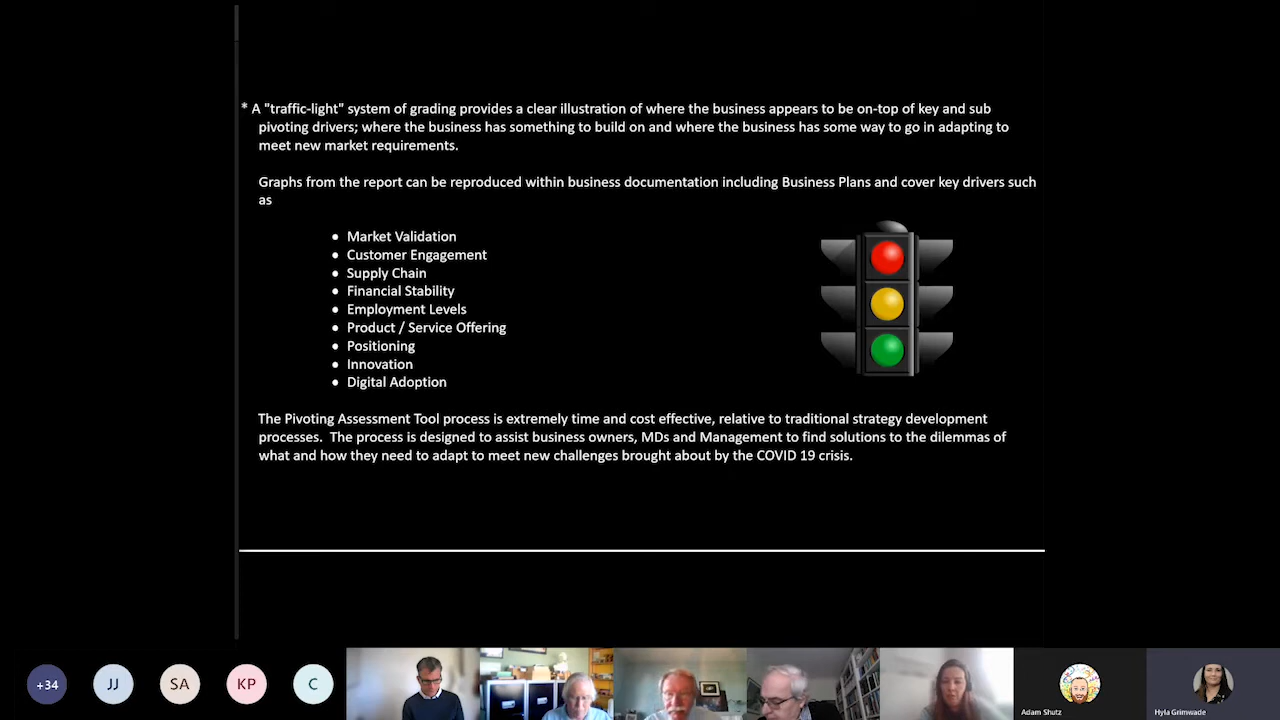 * A "traffic-light" system of grading provides a clear illustration of where the business appears to be on-top of key and sub
pivoting drivers; where the business has something to build on and where the business has some way to go in adapting to
meet new market requirements.
Graphs from the report can be reproduced within business documentation including Business Plans and cover key drivers such
as
• Market Validation
• Customer Engagement
• Supply Chain
• Financial Stability
• Employment Levels
• Product / Service Offering
• Positioning
• Innovation
• Digital Adoption
The Pivoting Assessment Tool process is extremely time and cost effective, relative to traditional strategy development
processes.  The process is designed to assist business owners, MDs and Management to find solutions to the dilemmas of
what and how they need to adapt to meet new challenges brought about by the COVID 19 crisis.
+34
JJ
SA
KP
C
Adam Shutz
Hyla Grimwade